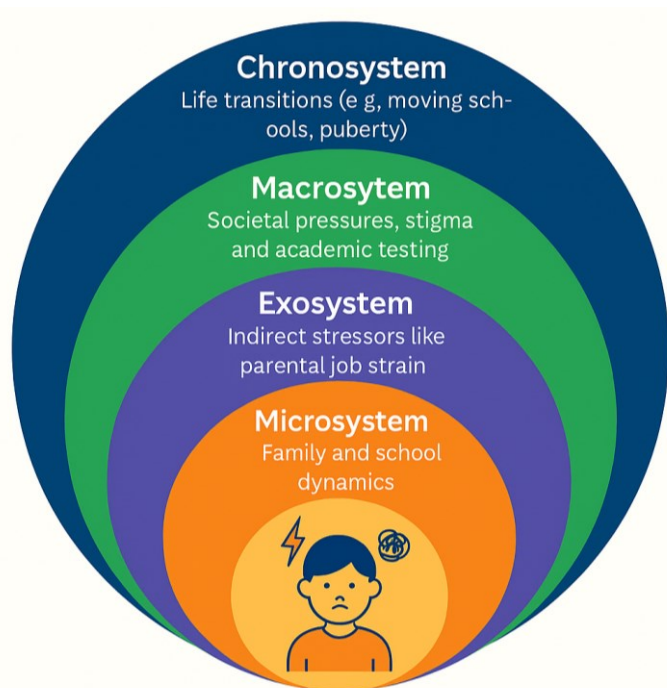 Chronosystem
Life transitions (e g, moving sch-
ools, puberty)
Macrosytem
Societal pressures, stigma
and academic testing
Exosystem
Indirect stressors like
parental job strain
Microsystem
Family and school
dynamics